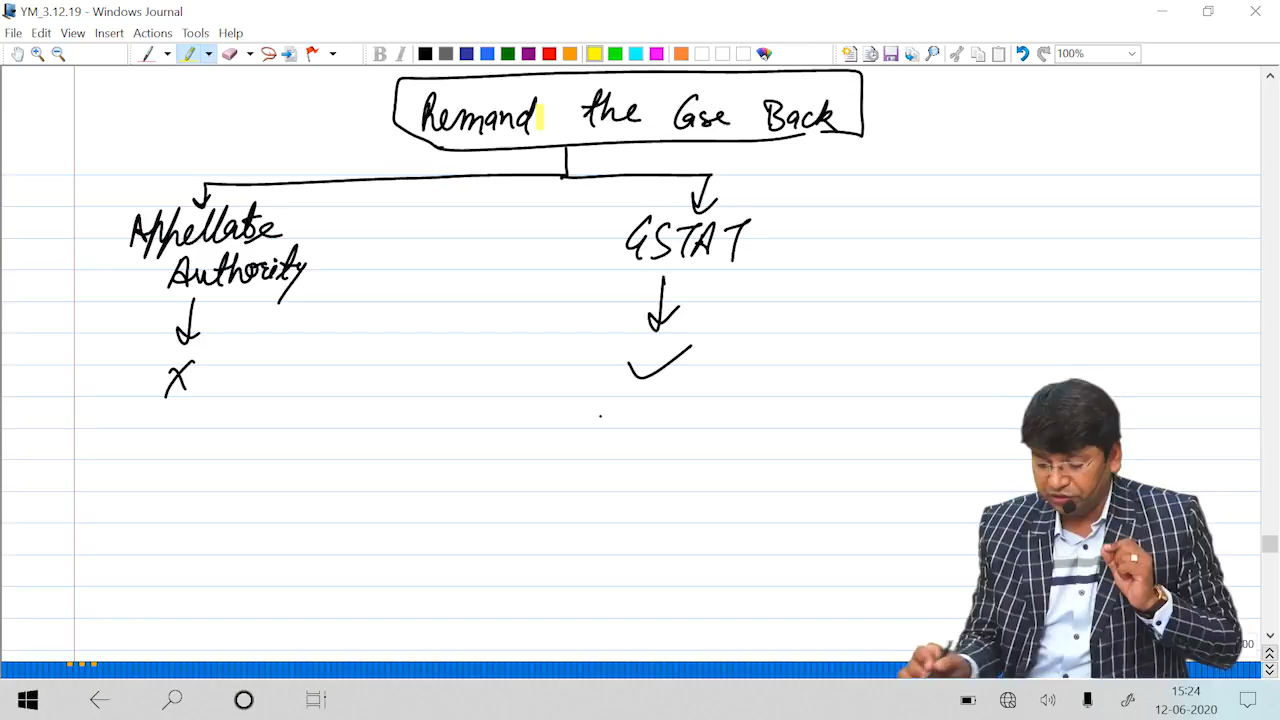 YM_3.12.19 - Windows Journal
File Edit View Insert Actions Tools Help
B I 100%
Remand the Case Back
Appellate
Authority
GSTAT
X ✓
00
15:24
12-06-2020